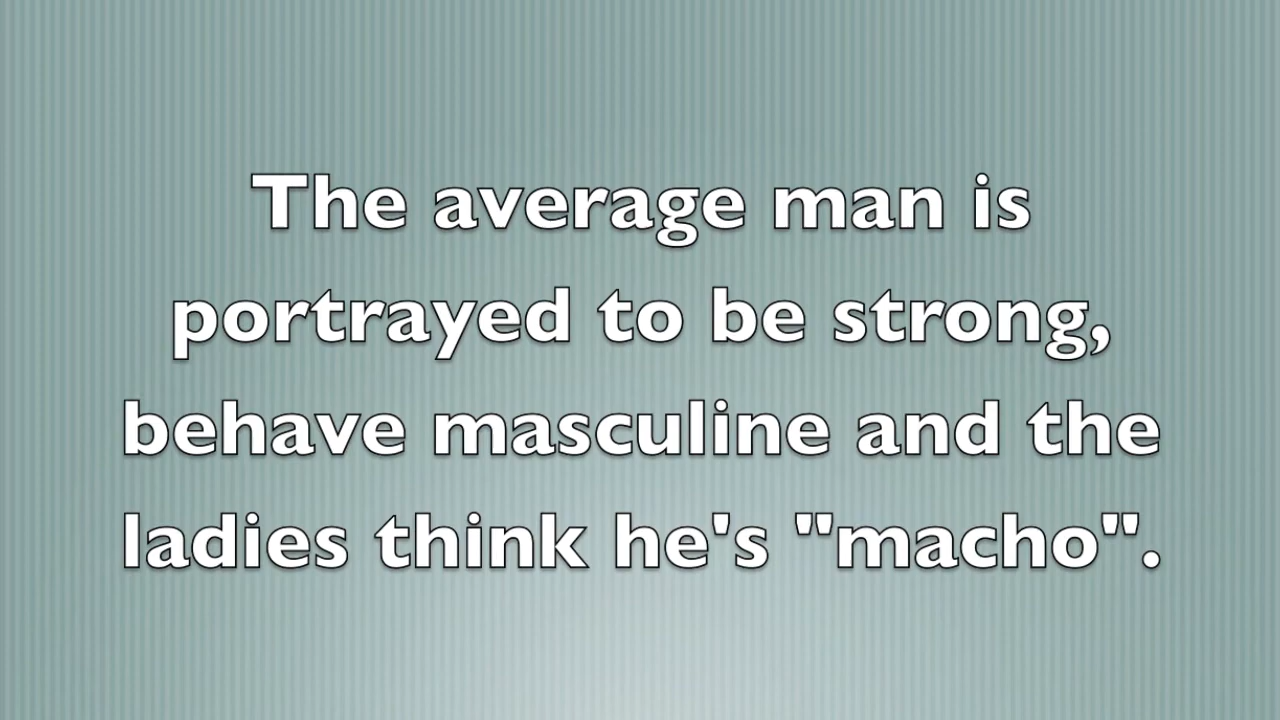 The average man is
portrayed to be strong,
behave masculine and the
ladies think he's "macho".